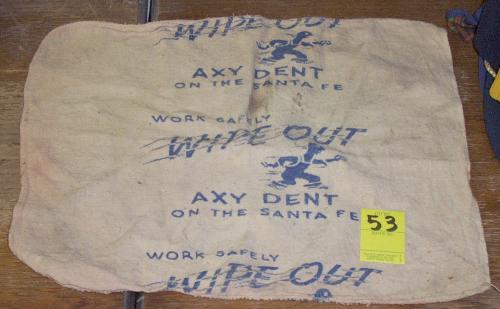 WIPE OUT
AXY DENT
ON THE SANTA FE
WORK SAFELY
WIPE OUT
AXY DENT
ON THE SANTA FE
53
WORK SAFELY
WIPE OUT